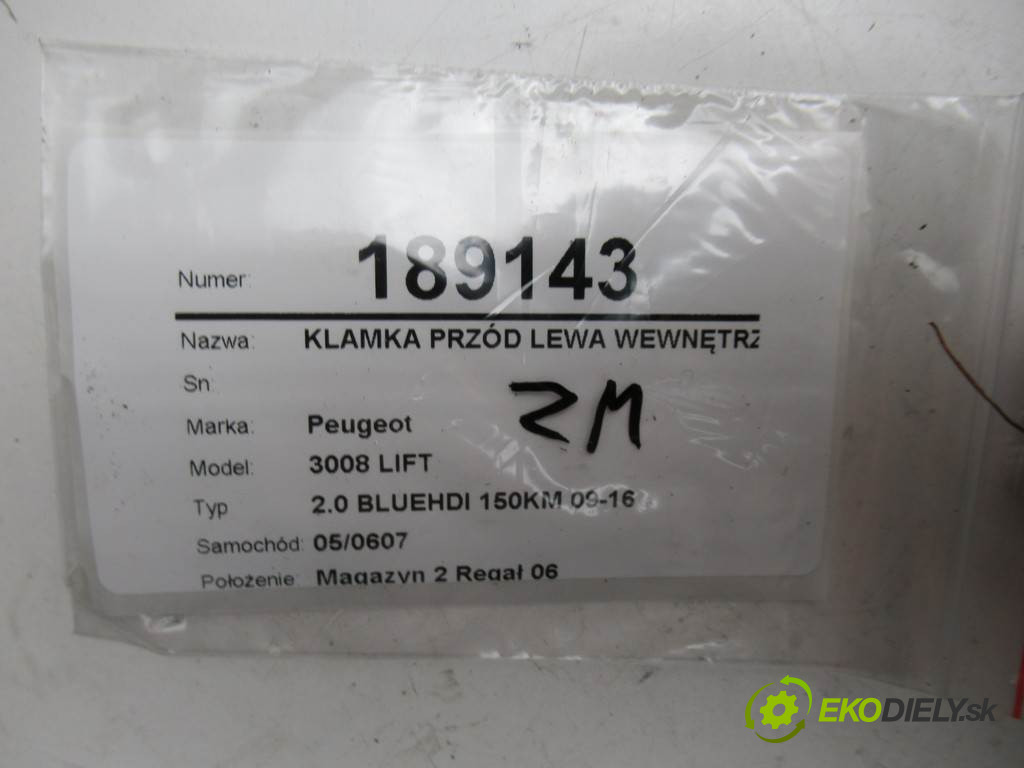 Numer: 189143
Nazwa: KLAMKA PRZÓD LEWA WEWNĘTRZ
Sn:
ZM
Marka: Peugeot
Model: 3008 LIFT
Typ 2.0 BLUEHDI 150KM 09-16
Samochód: 05/0607
Położenie: Magazyn 2 Regał 06
EKODIELY.sk